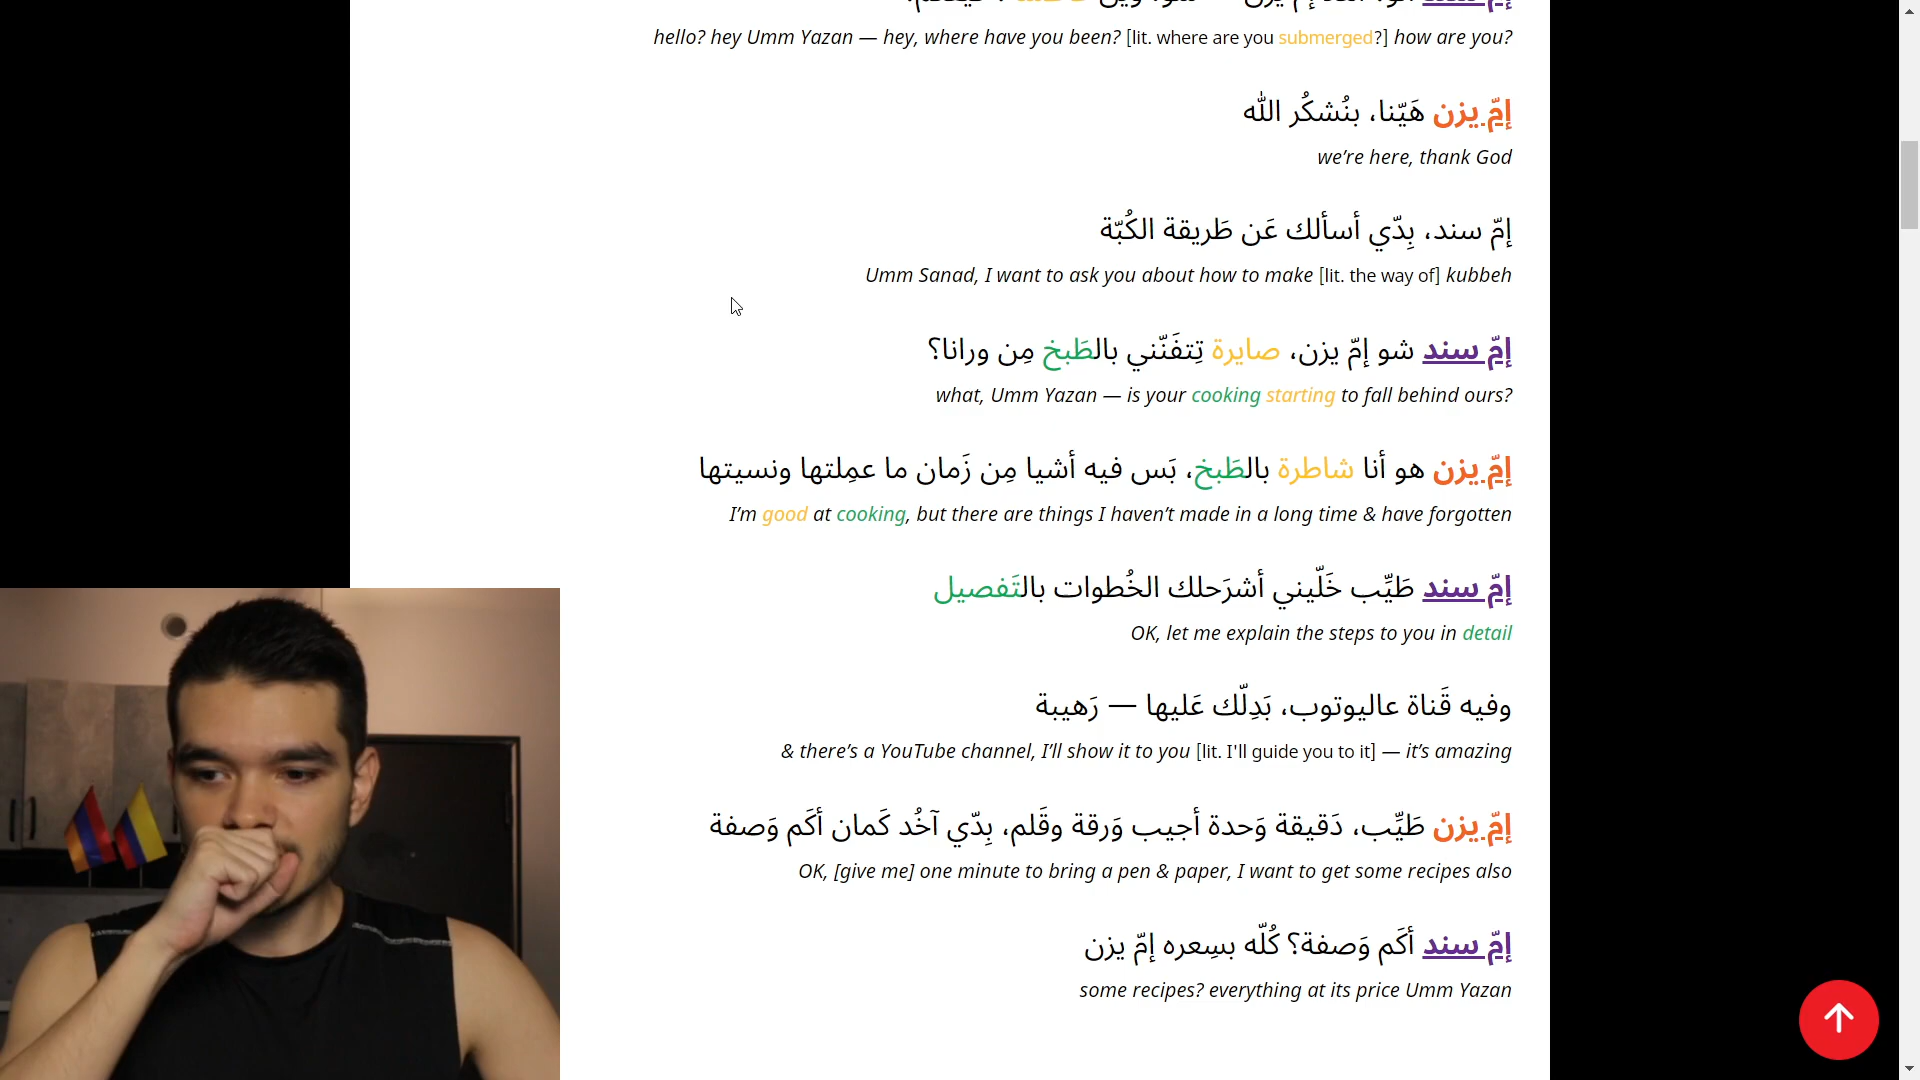 hello? hey Umm Yazan — hey, where have you been? [lit. where are you submerged?] how are you?
إمّ يزن هَيّنا، بنُشكُر الله
we're here, thank God
إمّ سند، بِدّي أسألك عَن طَريقة الكُبّة
Umm Sanad, I want to ask you about how to make [lit. the way of] kubbeh
إمّ سند شو إمّ يزن، صايرة تِتفَنّني بالطَبخ مِن ورانا؟
what, Umm Yazan — is your cooking starting to fall behind ours?
إمّ يزن هو أنا شاطرة بالطَبخ، بَس فيه أشيا مِن زَمان ما عمِلتها ونسيتها
I'm good at cooking, but there are things I haven't made in a long time & have forgotten
إمّ سند طَيِّب خَلّيني أشرَحلك الخُطوات بالتَفصيل
OK, let me explain the steps to you in detail
وفيه قَناة عاليوتوب، بَدِلّك عَليها — رَهيبة
& there's a YouTube channel, I'll show it to you [lit. I'll guide you to it] — it's amazing
إمّ يزن طَيِّب، دَقيقة وَحدة أجيب وَرقة وقَلم، بِدّي آخُد كَمان أكَم وَصفة
OK, [give me] one minute to bring a pen & paper, I want to get some recipes also
إمّ سند أكَم وَصفة؟ كُلّه بسِعره إمّ يزن
some recipes? everything at its price Umm Yazan